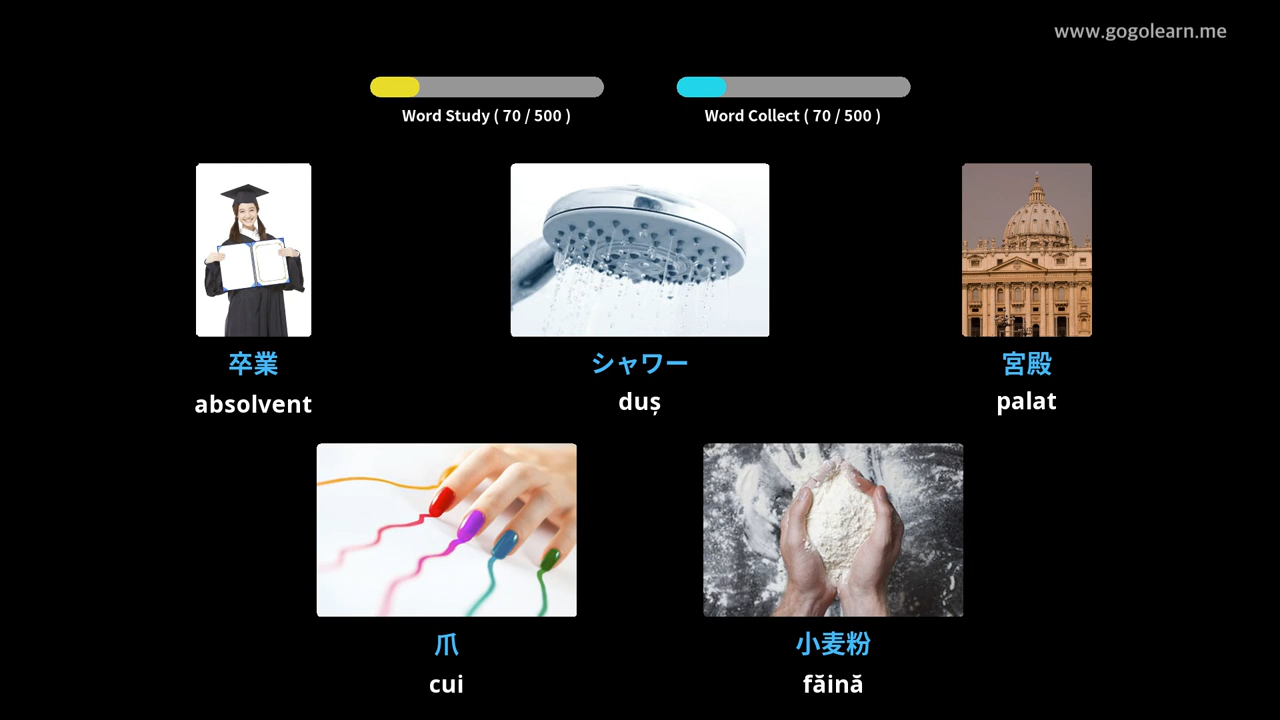 www.gogolearn.me
Word Study ( 70 / 500 )
Word Collect ( 70 / 500 )
卒業
absolvent
シャワー
duș
宮殿
palat
爪
cui
小麦粉
făină